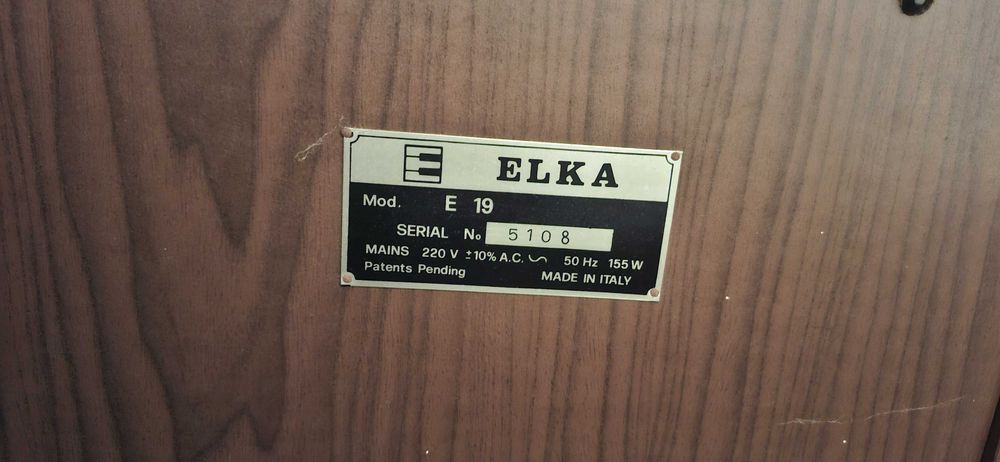 ELKA
Mod. E 19
SERIAL No 5108
MAINS 220 V ±10% A.C. ∿ 50 Hz 155 W
Patents Pending MADE IN ITALY